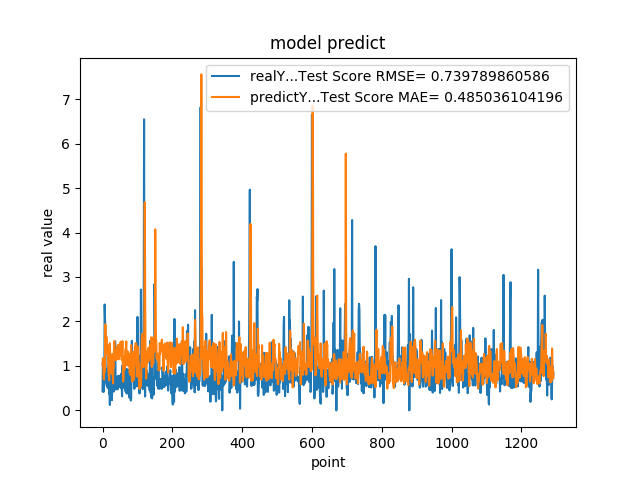 model predict
realY...Test Score RMSE= 0.739789860586
predictY...Test Score MAE= 0.485036104196
real value
7
6
5
4
3
2
1
0
0 200 400 600 800 1000 1200
point